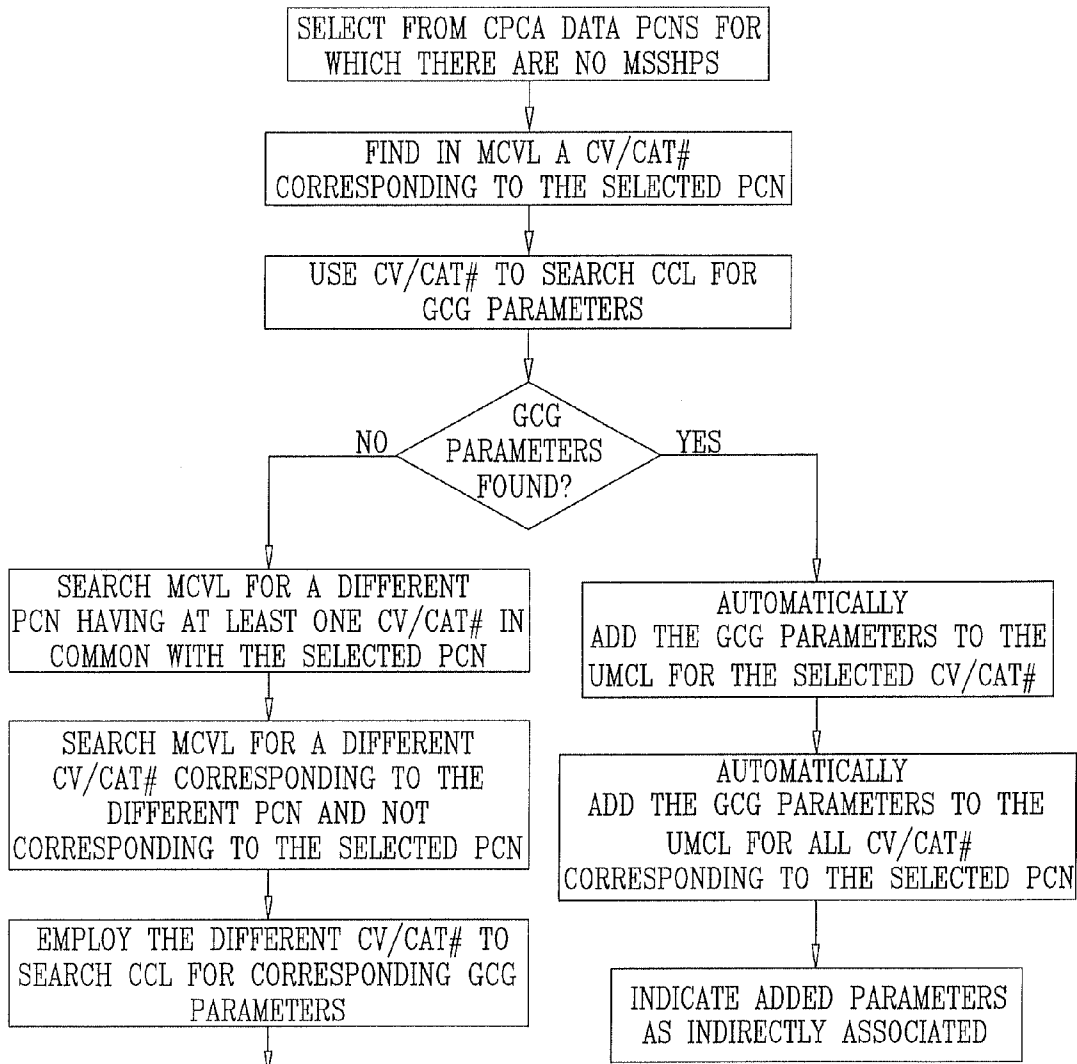 SELECT FROM CPCA DATA PCNS FOR
WHICH THERE ARE NO MSSHPS
FIND IN MCVL A CV/CAT#
CORRESPONDING TO THE SELECTED PCN
USE CV/CAT# TO SEARCH CCL FOR
GCG PARAMETERS
GCG
PARAMETERS
FOUND?
NO
YES
SEARCH MCVL FOR A DIFFERENT
PCN HAVING AT LEAST ONE CV/CAT# IN
COMMON WITH THE SELECTED PCN
SEARCH MCVL FOR A DIFFERENT
CV/CAT# CORRESPONDING TO THE
DIFFERENT PCN AND NOT
CORRESPONDING TO THE SELECTED PCN
EMPLOY THE DIFFERENT CV/CAT# TO
SEARCH CCL FOR CORRESPONDING GCG
PARAMETERS
AUTOMATICALLY
ADD THE GCG PARAMETERS TO THE
UMCL FOR THE SELECTED CV/CAT#
AUTOMATICALLY
ADD THE GCG PARAMETERS TO THE
UMCL FOR ALL CV/CAT#
CORRESPONDING TO THE SELECTED PCN
INDICATE ADDED PARAMETERS
AS INDIRECTLY ASSOCIATED